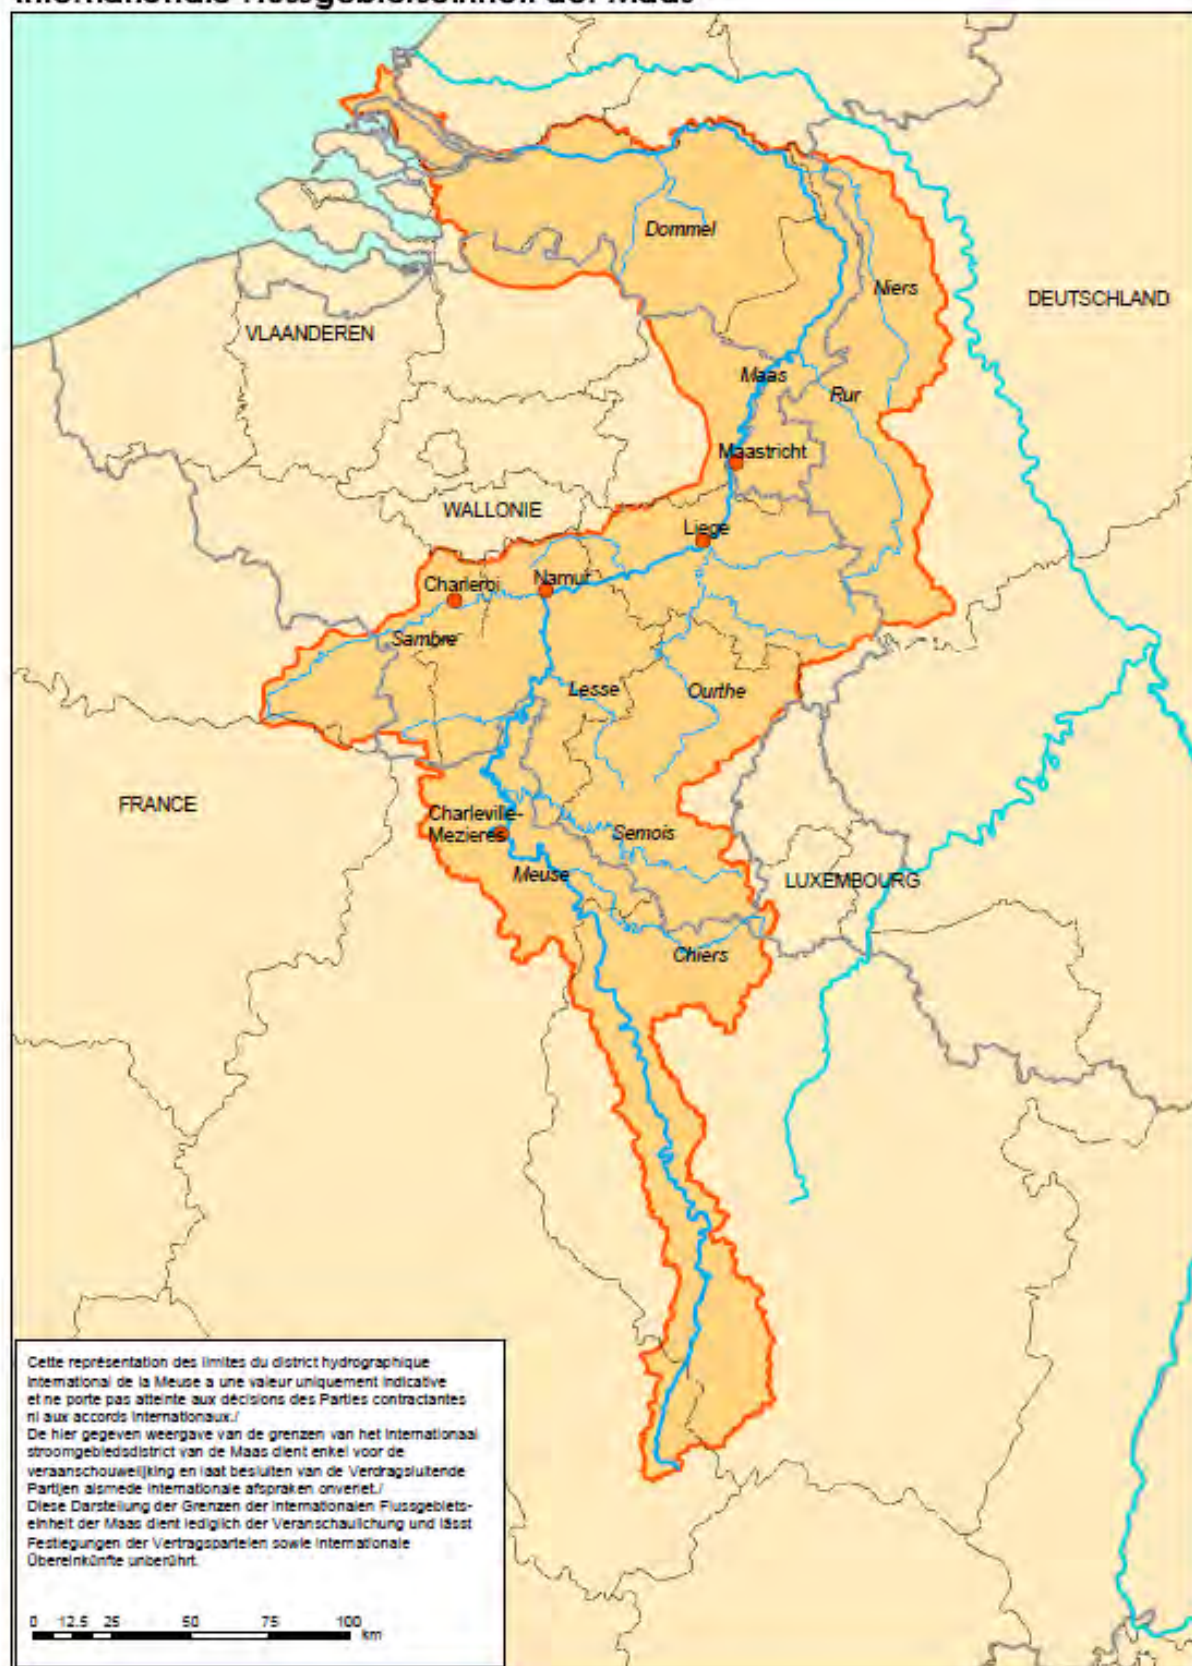 Internationale Flussgebietseinheit der Maas
Dommel
Niers
DEUTSCHLAND
VLAANDEREN
Maas
Rur
Maastricht
WALLONIE
Liege
Charleroi
Namur
Sambre
Lesse
Ourthe
FRANCE
Charleville-
Mezieres
Semois
Meuse
LUXEMBOURG
Chiers
Cette représentation des limites du district hydrographique
international de la Meuse a une valeur uniquement indicative
et ne porte pas atteinte aux décisions des Parties contractantes
ni aux accords internationaux./
De hier gegeven weergave van de grenzen van het internationaal
stroomgebiedsdistrict van de Maas dient enkel voor de
veraanschouwelijking en laat besluiten van de Verdragsluitende
Partijen alsmede internationale afspraken onverlet./
Diese Darstellung der Grenzen der Internationalen Flussgebiets-
einheit der Maas dient lediglich der Veranschaulichung und lässt
Festlegungen der Vertragsparteien sowie internationale
Übereinkünfte unberührt.
0 12.5 25 50 75 100
km